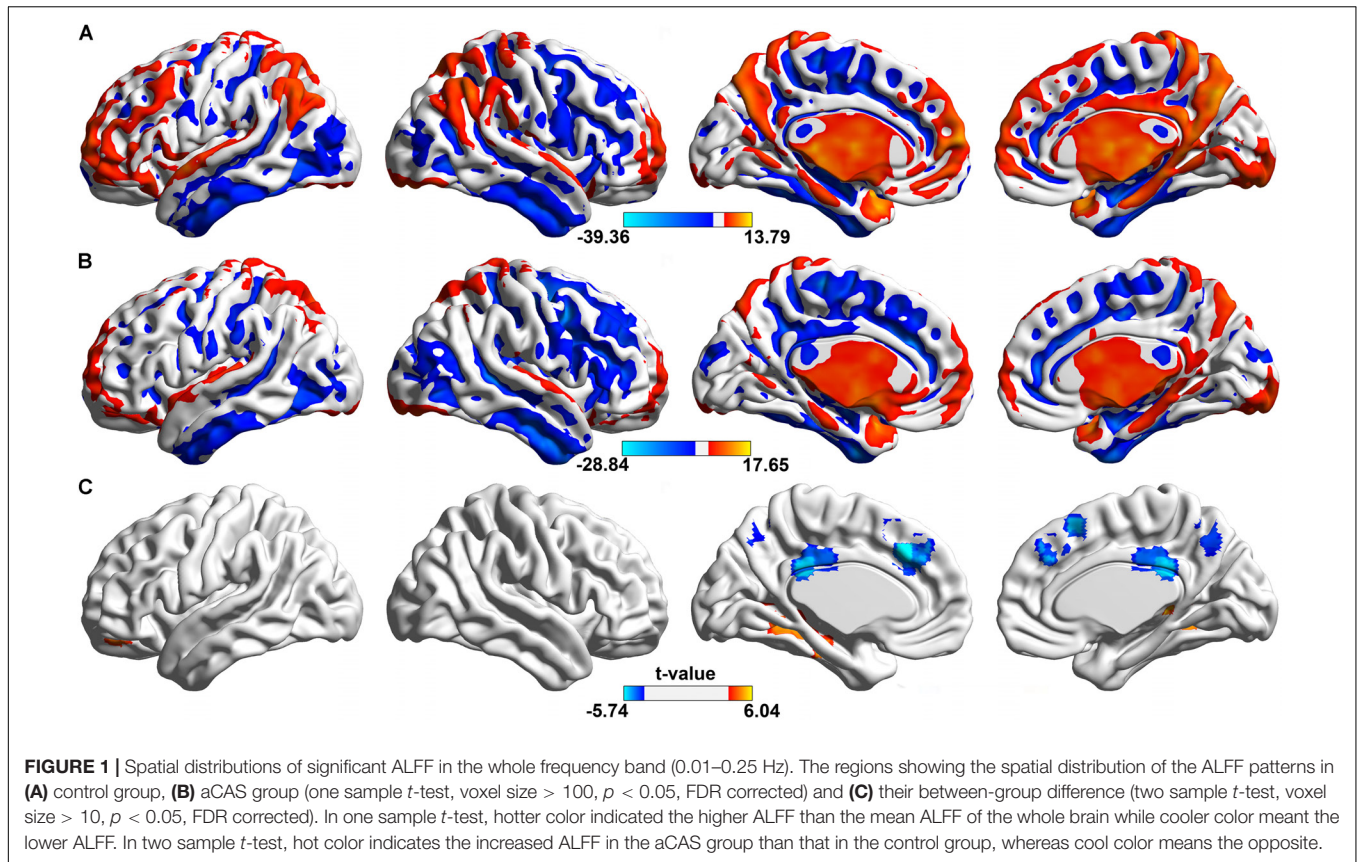 A
-39.36 13.79
B
-28.84 17.65
C
t-value
-5.74 6.04
FIGURE 1 | Spatial distributions of significant ALFF in the whole frequency band (0.01–0.25 Hz). The regions showing the spatial distribution of the ALFF patterns in
(A) control group, (B) aCAS group (one sample t-test, voxel size > 100, p < 0.05, FDR corrected) and (C) their between-group difference (two sample t-test, voxel
size > 10, p < 0.05, FDR corrected). In one sample t-test, hotter color indicated the higher ALFF than the mean ALFF of the whole brain while cooler color meant the
lower ALFF. In two sample t-test, hot color indicates the increased ALFF in the aCAS group than that in the control group, whereas cool color means the opposite.